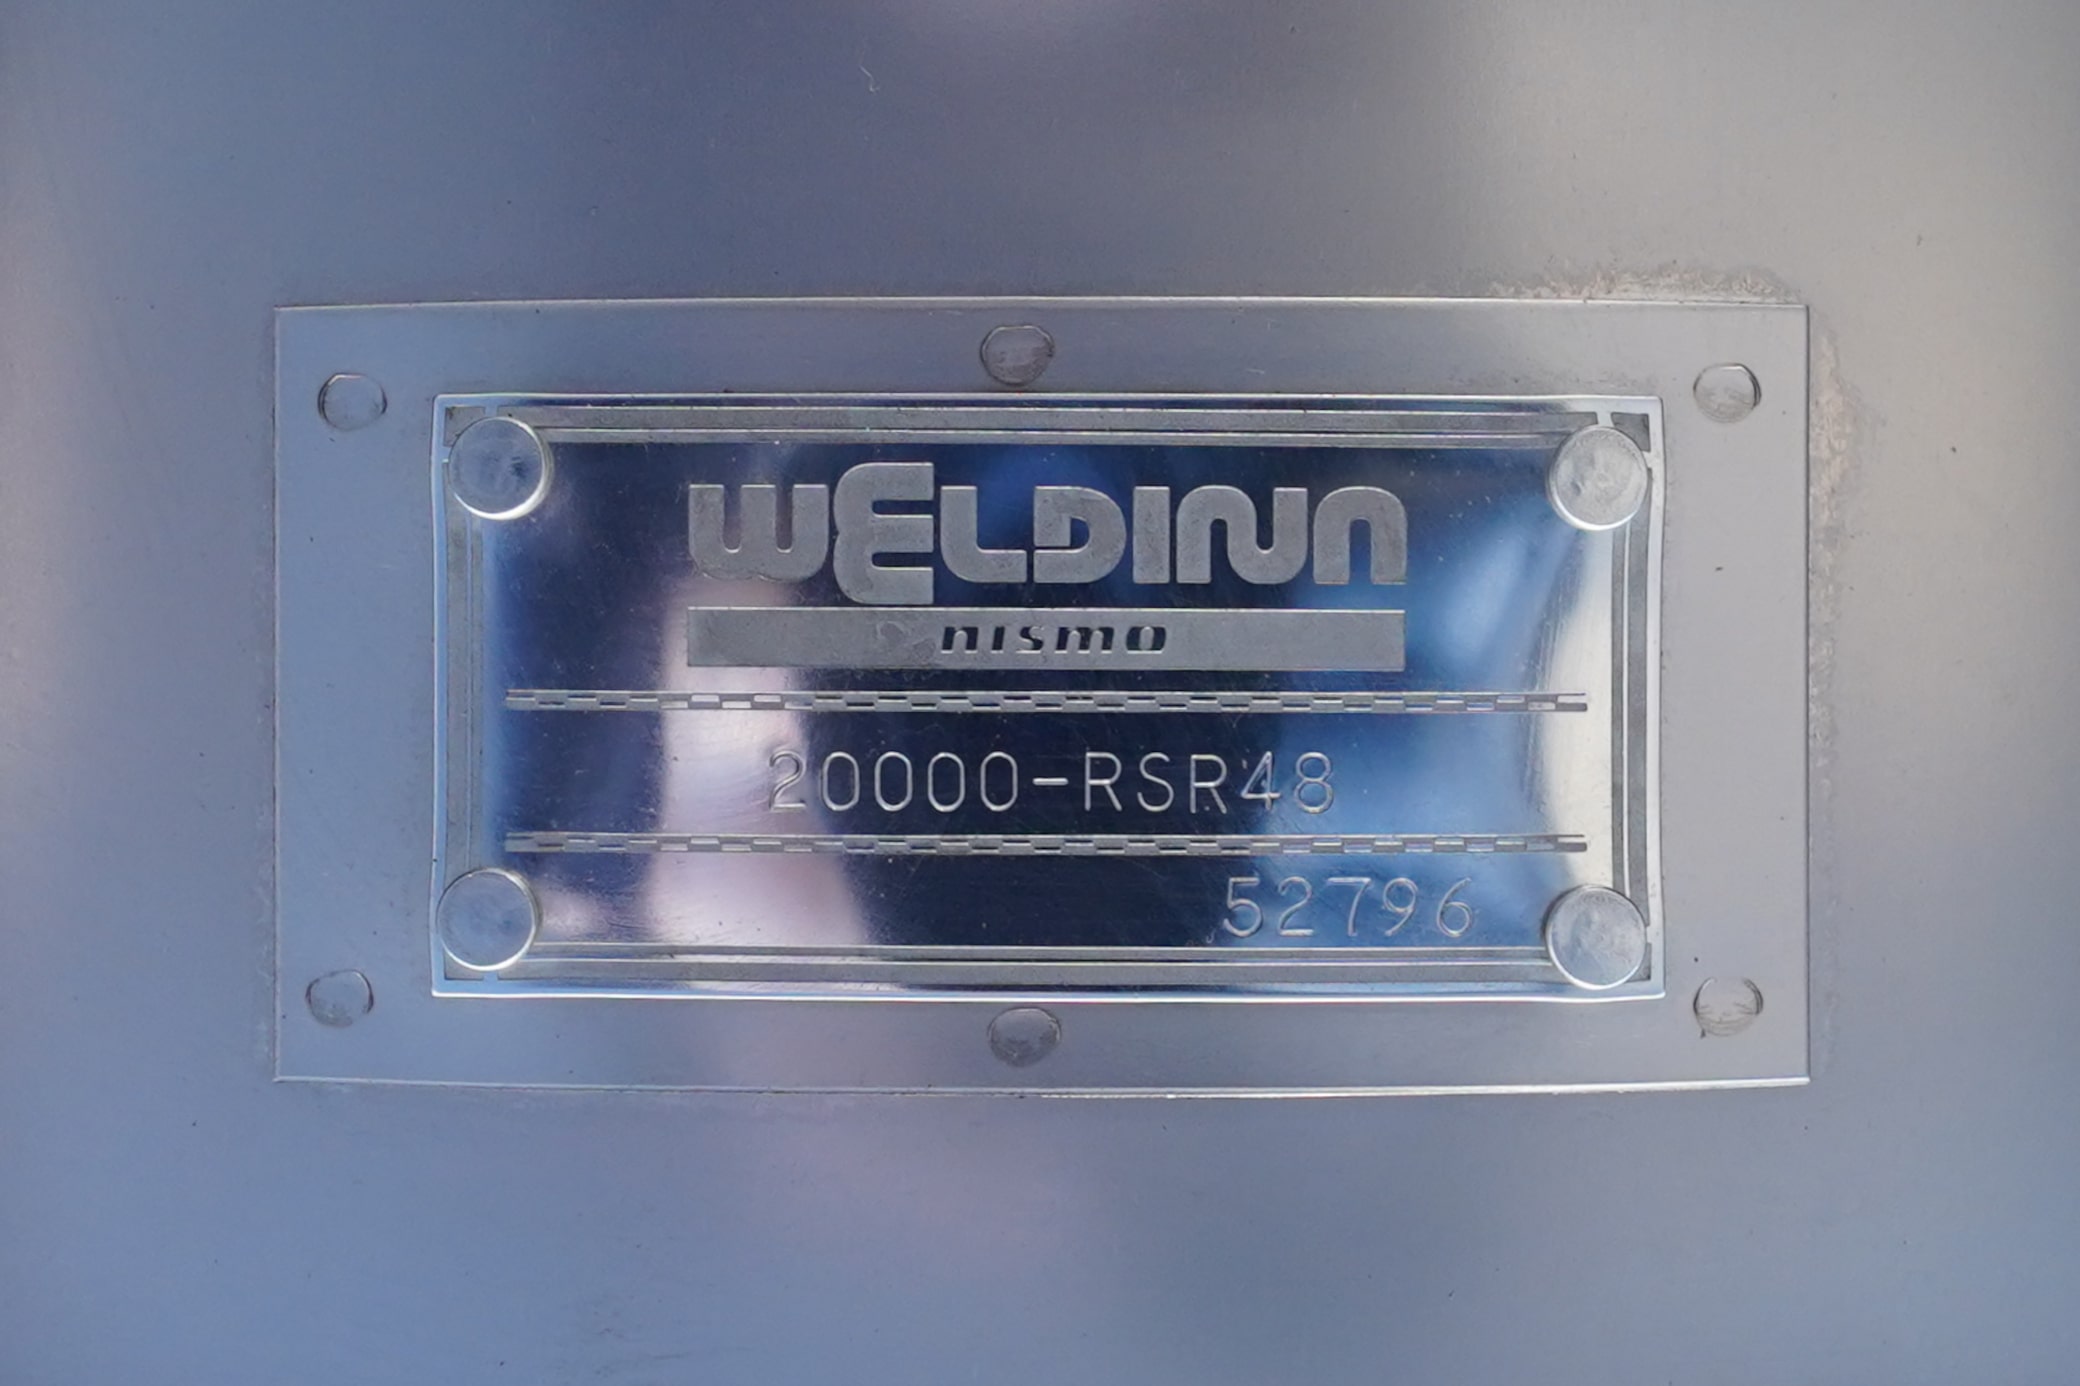 WELDINA
nismo
20000-RSR48
52796